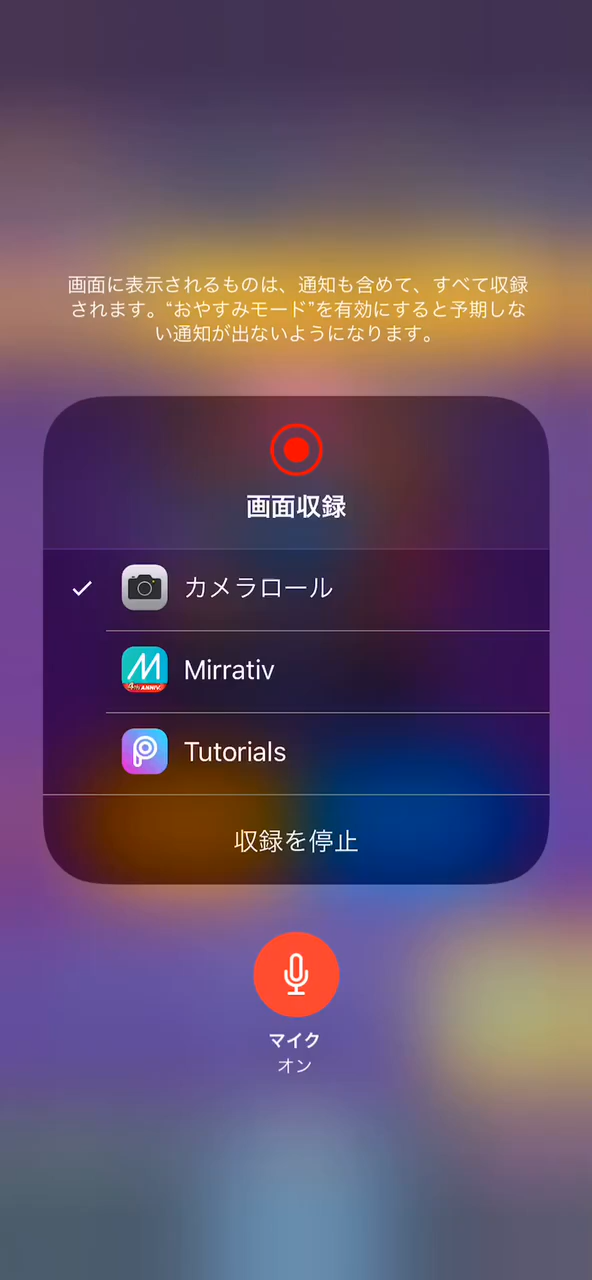 画面に表示されるものは、通知も含めて、すべて収録
されます。“おやすみモード”を有効にすると予期しな
い通知が出ないようになります。
画面収録
カメラロール
Mirrativ
4th ANNIV.
Tutorials
収録を停止
マイク
オン